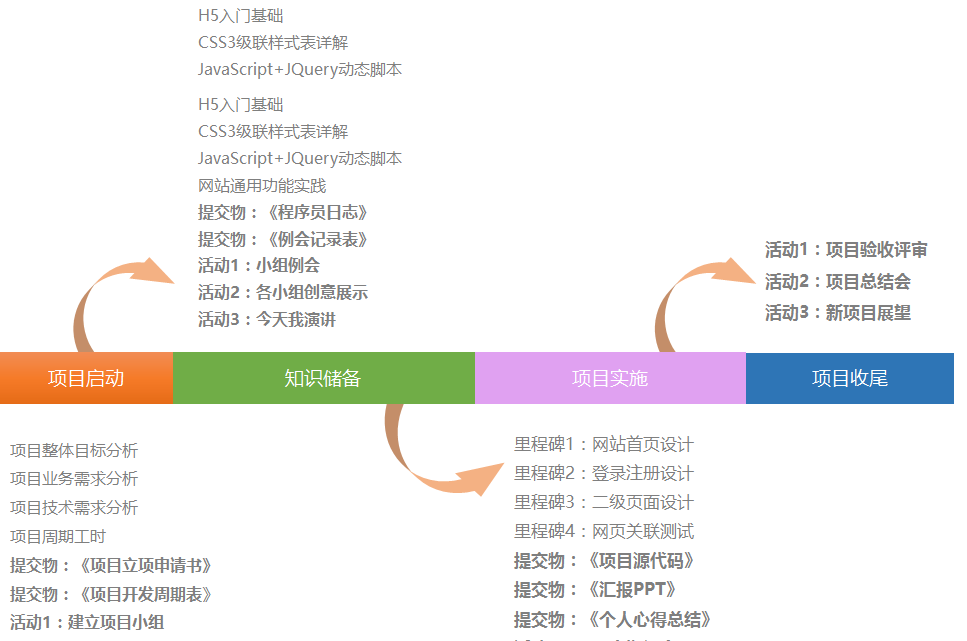 H5入门基础
CSS3级联样式表详解
JavaScript+JQuery动态脚本
H5入门基础
CSS3级联样式表详解
JavaScript+JQuery动态脚本
网站通用功能实践
提交物：《程序员日志》
提交物：《例会记录表》
活动1：小组例会
活动2：各小组创意展示
活动3：今天我演讲
活动1：项目验收评审
活动2：项目总结会
活动3：新项目展望
项目启动
知识储备
项目实施
项目收尾
项目整体目标分析
项目业务需求分析
项目技术需求分析
项目周期工时
提交物：《项目立项申请书》
提交物：《项目开发周期表》
活动1：建立项目小组
里程碑1：网站首页设计
里程碑2：登录注册设计
里程碑3：二级页面设计
里程碑4：网页关联测试
提交物：《项目源代码》
提交物：《汇报PPT》
提交物：《个人心得总结》